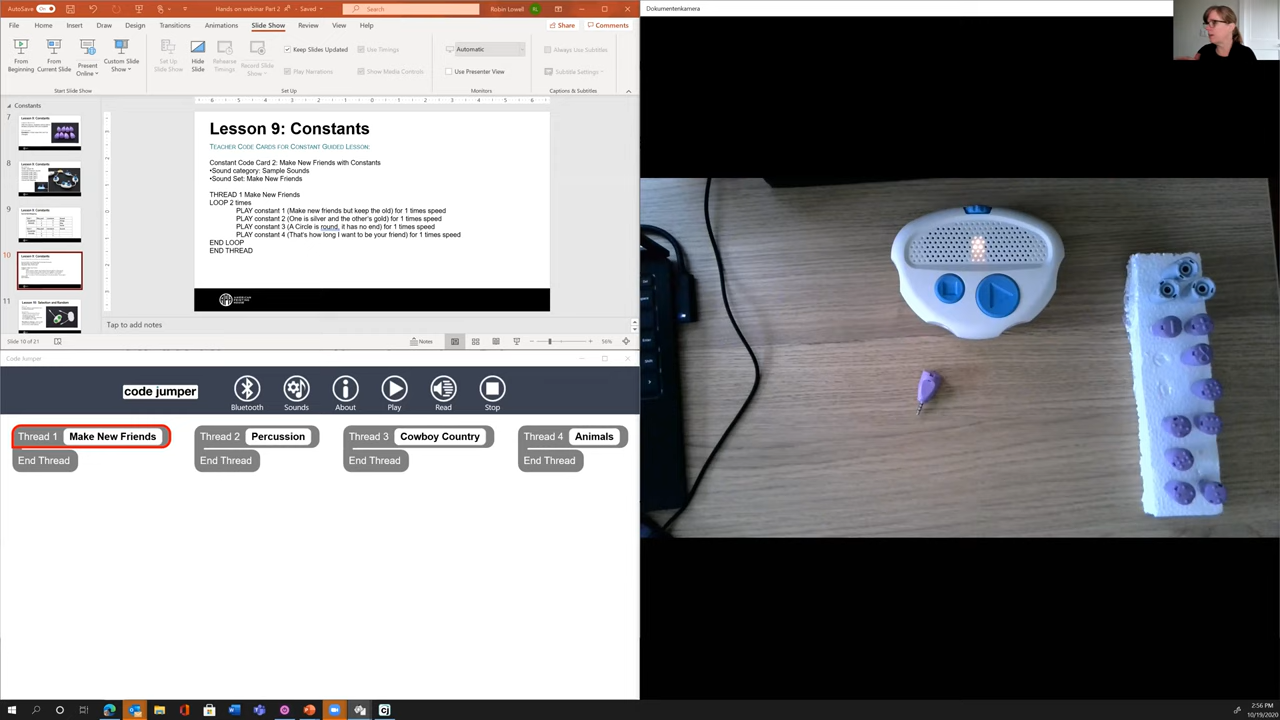 AutoSave On
Hands on webinar Part 2 - Saved
Search
Robin Lowell RL
File Home Insert Draw Design Transitions Animations Slide Show Review View Help Share Comments
From Beginning
From Current Slide
Present Online
Custom Slide Show
Set Up Slide Show
Hide Slide
Rehearse Timings
Record Slide Show
Keep Slides Updated
Play Narrations
Use Timings
Show Media Controls
Automatic
Use Presenter View
Always Use Subtitles
Subtitle Settings
Start Slide Show
Set Up
Monitors
Captions & Subtitles
Constants
7
8
9
10
11
Lesson 9: Constants
TEACHER CODE CARDS FOR CONSTANT GUIDED LESSON:
Constant Code Card 2: Make New Friends with Constants
•Sound category: Sample Sounds
•Sound Set: Make New Friends
THREAD 1 Make New Friends
LOOP 2 times
PLAY constant 1 (Make new friends but keep the old) for 1 times speed
PLAY constant 2 (One is silver and the other's gold) for 1 times speed
PLAY constant 3 (A Circle is round, it has no end) for 1 times speed
PLAY constant 4 (That's how long I want to be your friend) for 1 times speed
END LOOP
END THREAD
Tap to add notes
Slide 10 of 21
Notes
56%
Code Jumper
code jumper
Bluetooth Sounds About Play Read Stop
Thread 1 Make New Friends
End Thread
Thread 2 Percussion
End Thread
Thread 3 Cowboy Country
End Thread
Thread 4 Animals
End Thread
Dokumentenkamera
2:56 PM
10/19/2020